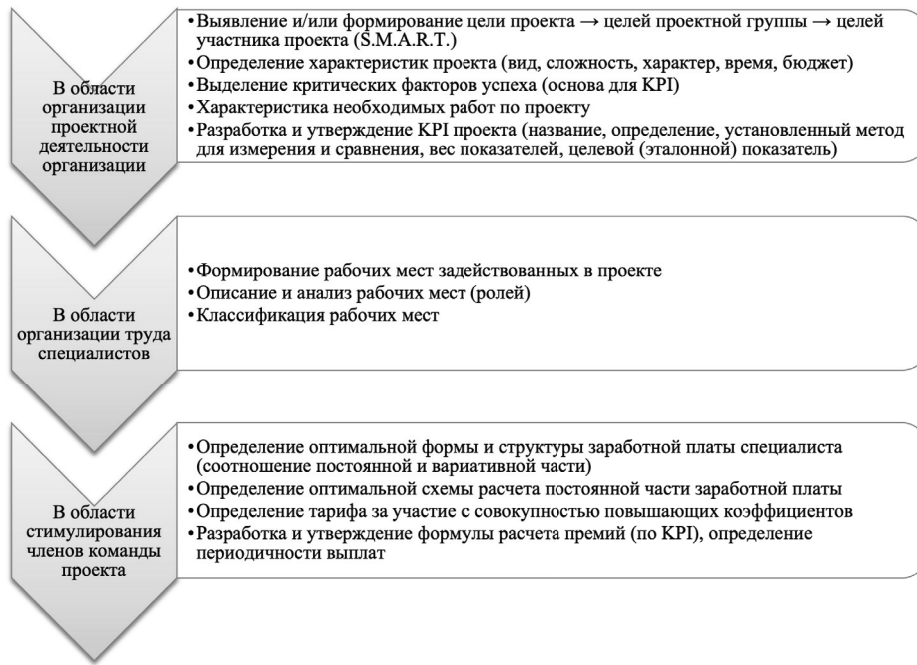 В области
организации
проектной
деятельности
организации
•Выявление и/или формирование цели проекта → целей проектной группы → целей
участника проекта (S.M.A.R.T.)
•Определение характеристик проекта (вид, сложность, характер, время, бюджет)
•Выделение критических факторов успеха (основа для KPI)
•Характеристика необходимых работ по проекту
•Разработка и утверждение KPI проекта (название, определение, установленный метод
для измерения и сравнения, вес показателей, целевой (эталонной) показатель)
В области
организации труда
специалистов
•Формирование рабочих мест задействованных в проекте
•Описание и анализ рабочих мест (ролей)
•Классификация рабочих мест
В области
стимулирования
членов команды
проекта
•Определение оптимальной формы и структуры заработной платы специалиста
(соотношение постоянной и вариативной части)
•Определение оптимальной схемы расчета постоянной части заработной платы
•Определение тарифа за участие с совокупностью повышающих коэффициентов
•Разработка и утверждение формулы расчета премий (по KPI), определение
периодичности выплат